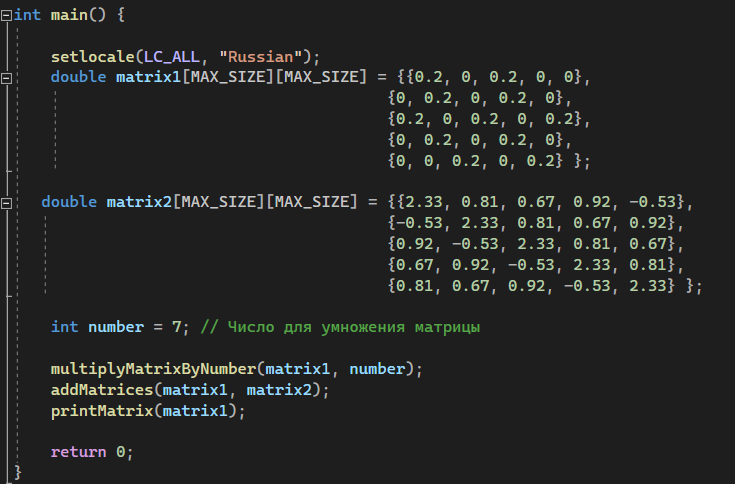 int main() {
setlocale(LC_ALL, "Russian");
double matrix1[MAX_SIZE][MAX_SIZE] = {{0.2, 0, 0.2, 0, 0},
{0, 0.2, 0, 0.2, 0},
{0.2, 0, 0.2, 0, 0.2},
{0, 0.2, 0, 0.2, 0},
{0, 0, 0.2, 0, 0.2} };
double matrix2[MAX_SIZE][MAX_SIZE] = {{2.33, 0.81, 0.67, 0.92, -0.53},
{-0.53, 2.33, 0.81, 0.67, 0.92},
{0.92, -0.53, 2.33, 0.81, 0.67},
{0.67, 0.92, -0.53, 2.33, 0.81},
{0.81, 0.67, 0.92, -0.53, 2.33} };
int number = 7; // Число для умножения матрицы
multiplyMatrixByNumber(matrix1, number);
addMatrices(matrix1, matrix2);
printMatrix(matrix1);
return 0;
}